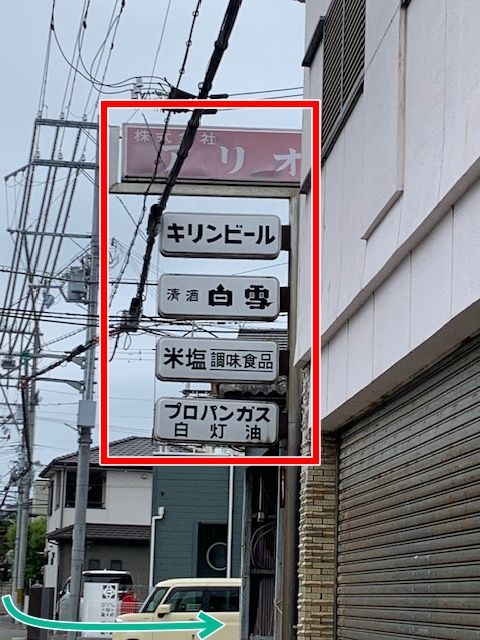 株式会社
アリオ
キリンビール
清酒 白雪
米塩 調味食品
プロパンガス
白灯油